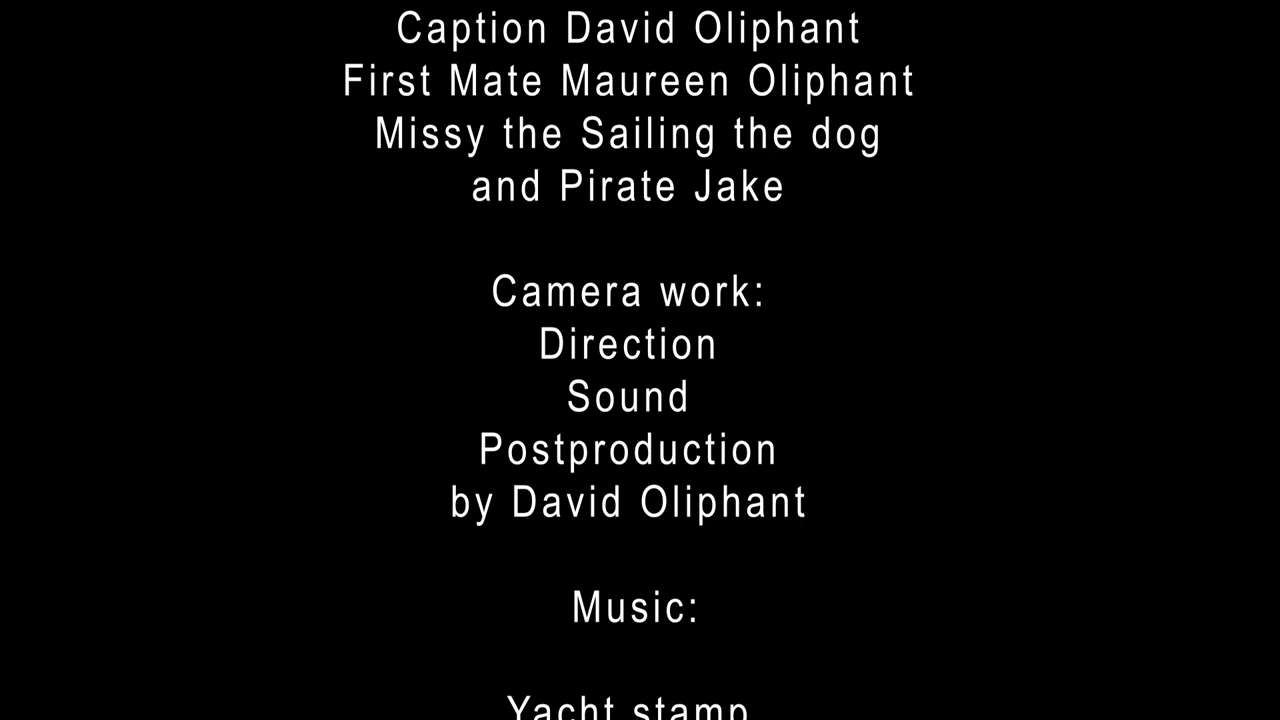 Caption David Oliphant
First Mate Maureen Oliphant
Missy the Sailing the dog
and Pirate Jake
Camera work:
Direction
Sound
Postproduction
by David Oliphant
Music:
Yacht stamp